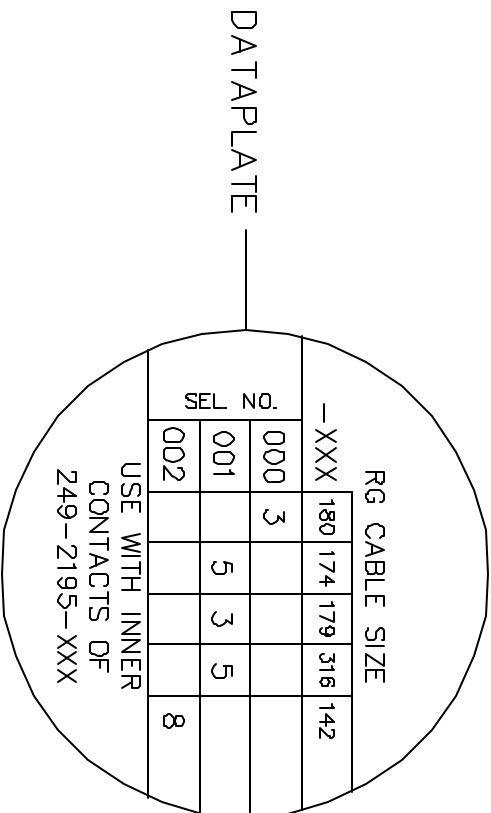 DATAPLATE
RG CABLE SIZE
-XXX 180 174 179 316 142
SEL NO.
000 3
001 5 3 5
002 8
USE WITH INNER
CONTACTS OF
249-2195-XXX